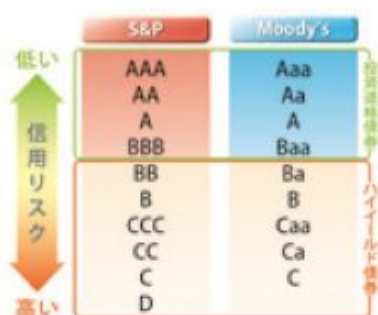 S&P Moody's
低い
AAA Aaa
AA Aa
A A
BBB Baa
投資適格債券
信用リスク
BB Ba
B B
CCC Caa
CC Ca
C C
D
ハイイールド債券
高い